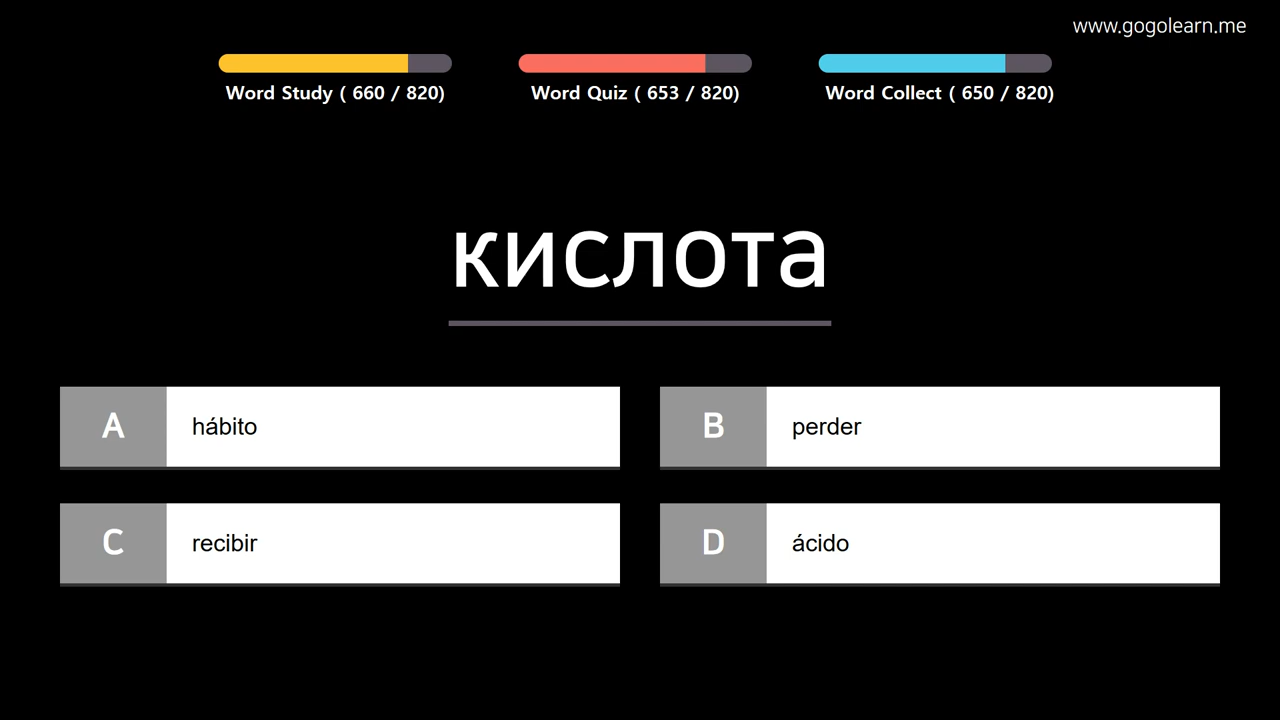 www.gogolearn.me
Word Study ( 660 / 820)
Word Quiz ( 653 / 820)
Word Collect ( 650 / 820)
кислота
A hábito
B perder
C recibir
D ácido